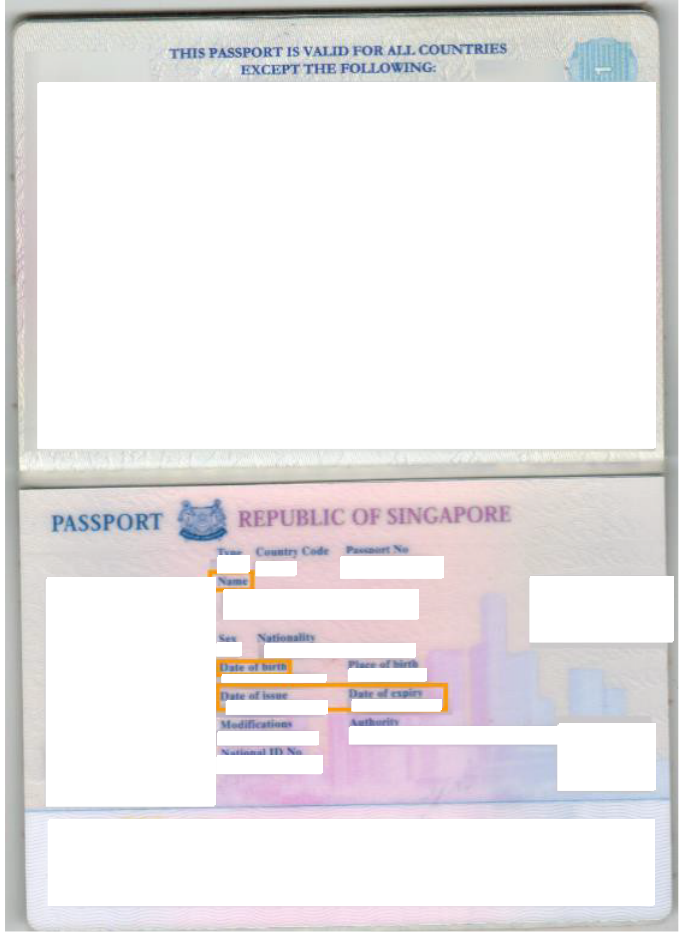 THIS PASSPORT IS VALID FOR ALL COUNTRIES
EXCEPT THE FOLLOWING:
1
PASSPORT REPUBLIC OF SINGAPORE
Type Country Code Passport No
Name
Sex Nationality
Date of birth Place of birth
Date of issue Date of expiry
Modifications Authority
National ID No.